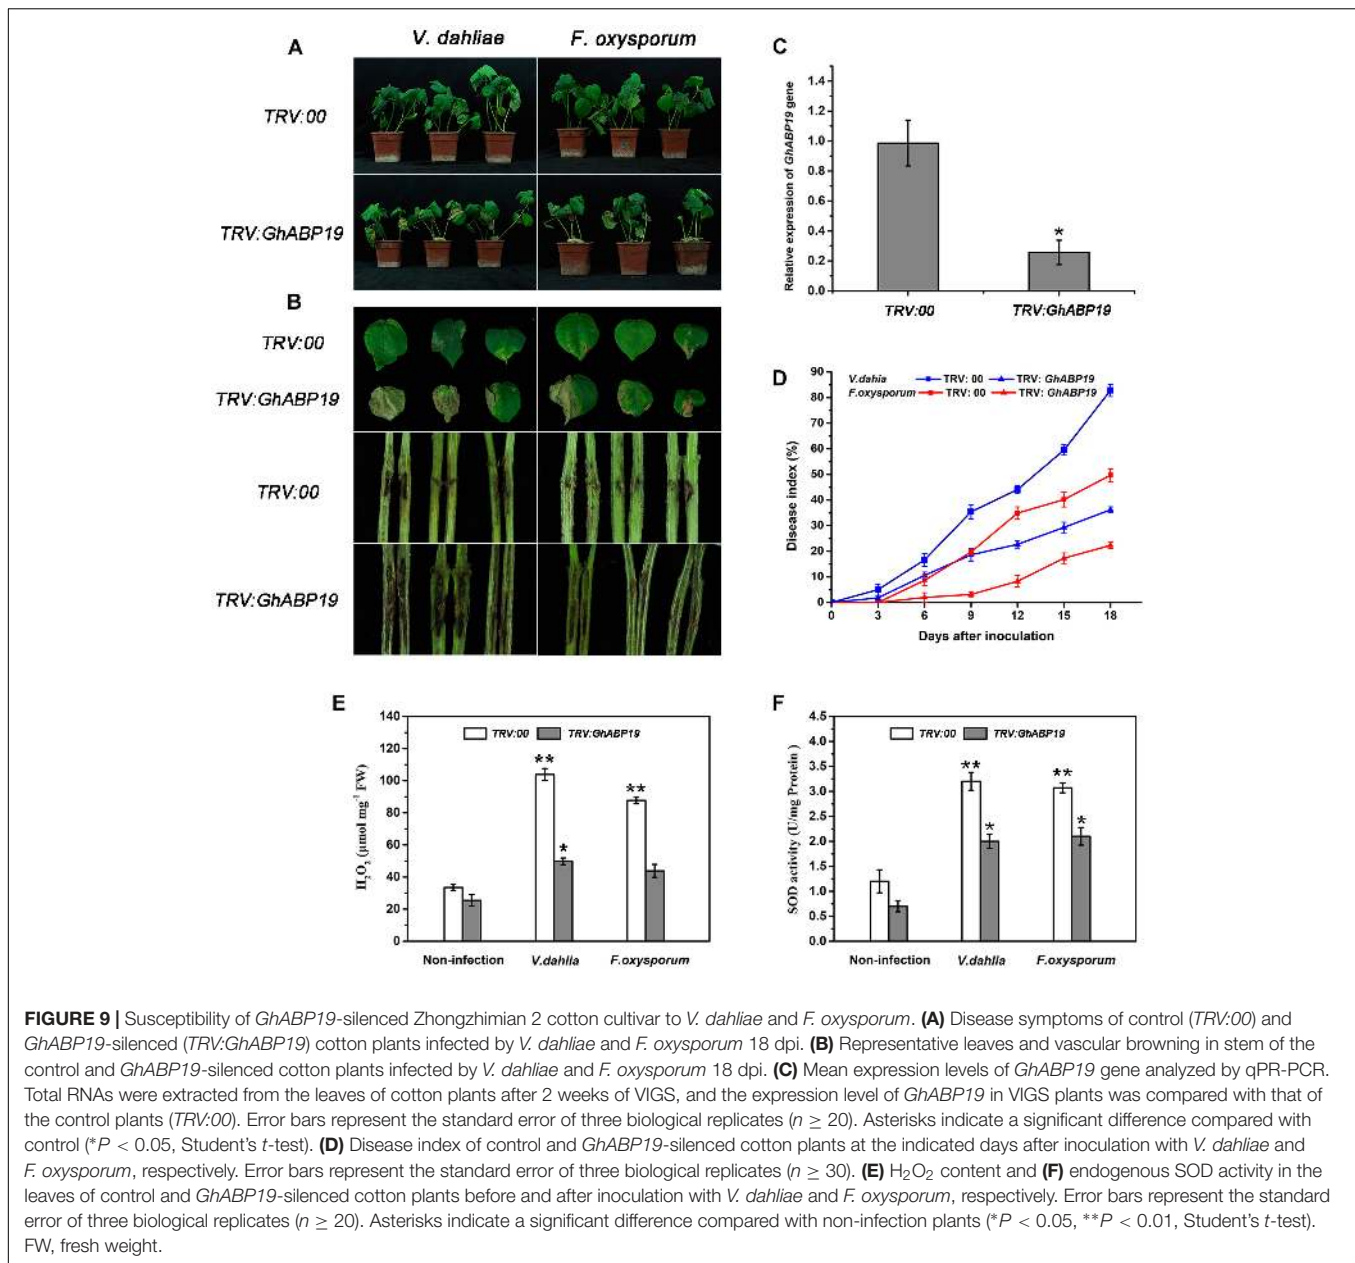 A
V. dahliae
F. oxysporum
TRV:00
TRV:GhABP19
B
TRV:00
TRV:GhABP19
TRV:00
TRV:GhABP19
C
Relative expression of GhABP19 gene
1.4
1.2
1.0
0.8
0.6
0.4
0.2
0.0
*
TRV:00
TRV:GhABP19
D
V.dahia TRV: 00 TRV: GhABP19
F.oxysporum TRV: 00 TRV: GhABP19
Disease index (%)
90
80
70
60
50
40
30
20
10
0
0 3 6 9 12 15 18
Days after inoculation
E
TRV:00 TRV:GhABP19
H₂O₂ (µmol mg⁻¹ FW)
140
120
100
80
60
40
20
0
**
*
**
Non-infection V.dahlia F.oxysporum
F
TRV:00 TRV:GhABP19
SOD activity (U/mg Protein )
4.5
4.0
3.5
3.0
2.5
2.0
1.5
1.0
0.5
0.0
**
*
**
*
Non-infection V.dahlia F.oxysporum
FIGURE 9 | Susceptibility of GhABP19-silenced Zhongzhimian 2 cotton cultivar to V. dahliae and F. oxysporum. (A) Disease symptoms of control (TRV:00) and
GhABP19-silenced (TRV:GhABP19) cotton plants infected by V. dahliae and F. oxysporum 18 dpi. (B) Representative leaves and vascular browning in stem of the
control and GhABP19-silenced cotton plants infected by V. dahliae and F. oxysporum 18 dpi. (C) Mean expression levels of GhABP19 gene analyzed by qPR-PCR.
Total RNAs were extracted from the leaves of cotton plants after 2 weeks of VIGS, and the expression level of GhABP19 in VIGS plants was compared with that of
the control plants (TRV:00). Error bars represent the standard error of three biological replicates (n ≥ 20). Asterisks indicate a significant difference compared with
control (*P < 0.05, Student's t-test). (D) Disease index of control and GhABP19-silenced cotton plants at the indicated days after inoculation with V. dahliae and
F. oxysporum, respectively. Error bars represent the standard error of three biological replicates (n ≥ 30). (E) H₂O₂ content and (F) endogenous SOD activity in the
leaves of control and GhABP19-silenced cotton plants before and after inoculation with V. dahliae and F. oxysporum, respectively. Error bars represent the standard
error of three biological replicates (n ≥ 20). Asterisks indicate a significant difference compared with non-infection plants (*P < 0.05, **P < 0.01, Student's t-test).
FW, fresh weight.